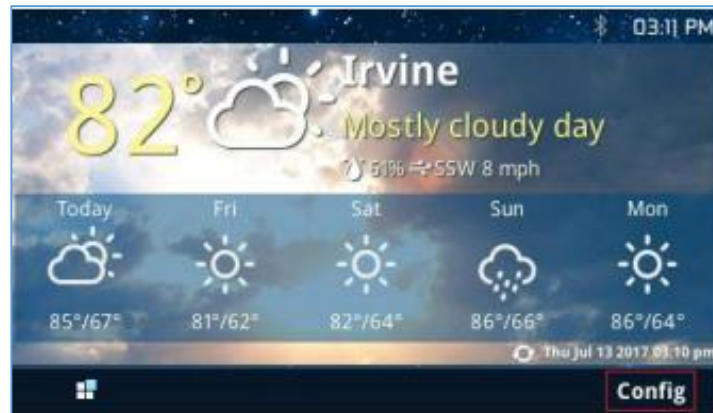 03:11 PM
82°
Irvine
Mostly cloudy day
61% SSW 8 mph
Today Fri Sat Sun Mon
85°/67° 81°/62° 82°/64° 86°/66° 86°/64°
Thu Jul 13 2017 03:10 pm
Config